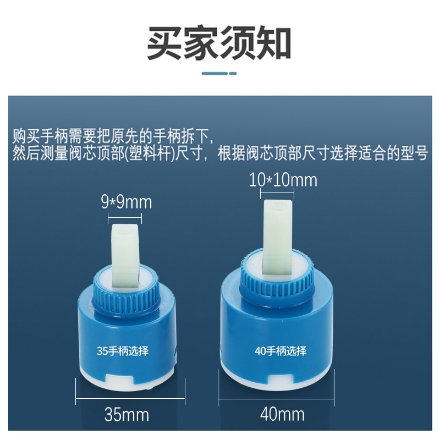 买家须知
购买手柄需要把原先的手柄拆下,
然后测量阀芯顶部(塑料杆)尺寸, 根据阀芯顶部尺寸选择适合的型号
10*10mm
9*9mm
35手柄选择
40手柄选择
35mm
40mm